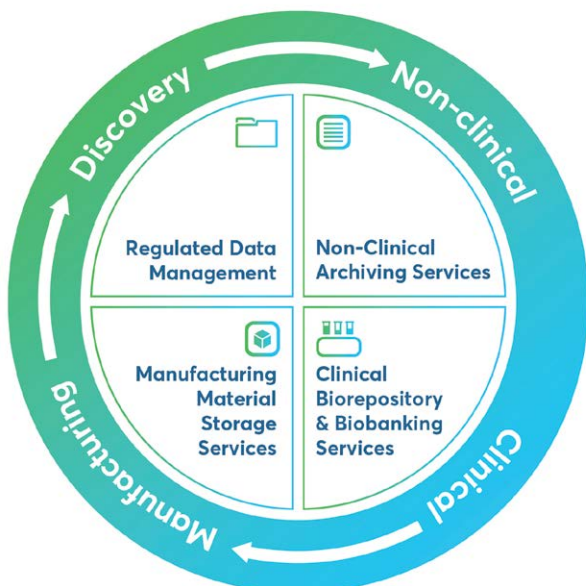 Discovery
Non-clinical
Regulated Data
Management
Non-Clinical
Archiving Services
Manufacturing
Material
Storage
Services
Clinical
Biorepository
& Biobanking
Services
Manufacturing
Clinical